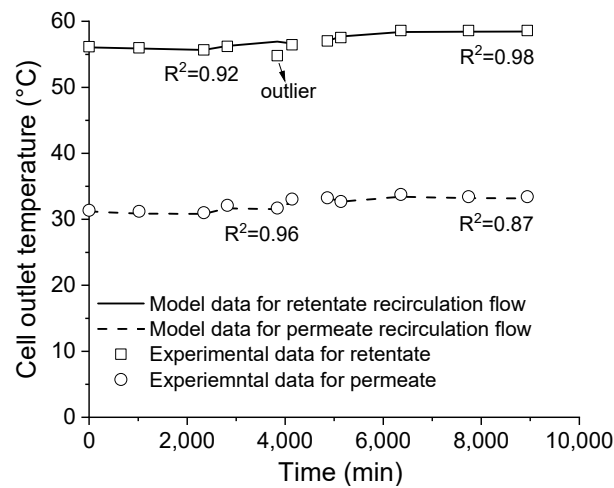 60
50
40
30
20
10
0
Cell outlet temperature (°C)
R²=0.92
outlier
R²=0.98
R²=0.96
R²=0.87
Model data for retentate recirculation flow
Model data for permeate recirculation flow
Experimental data for retentate
Experiemntal data for permeate
0 2,000 4,000 6,000 8,000 10,000
Time (min)